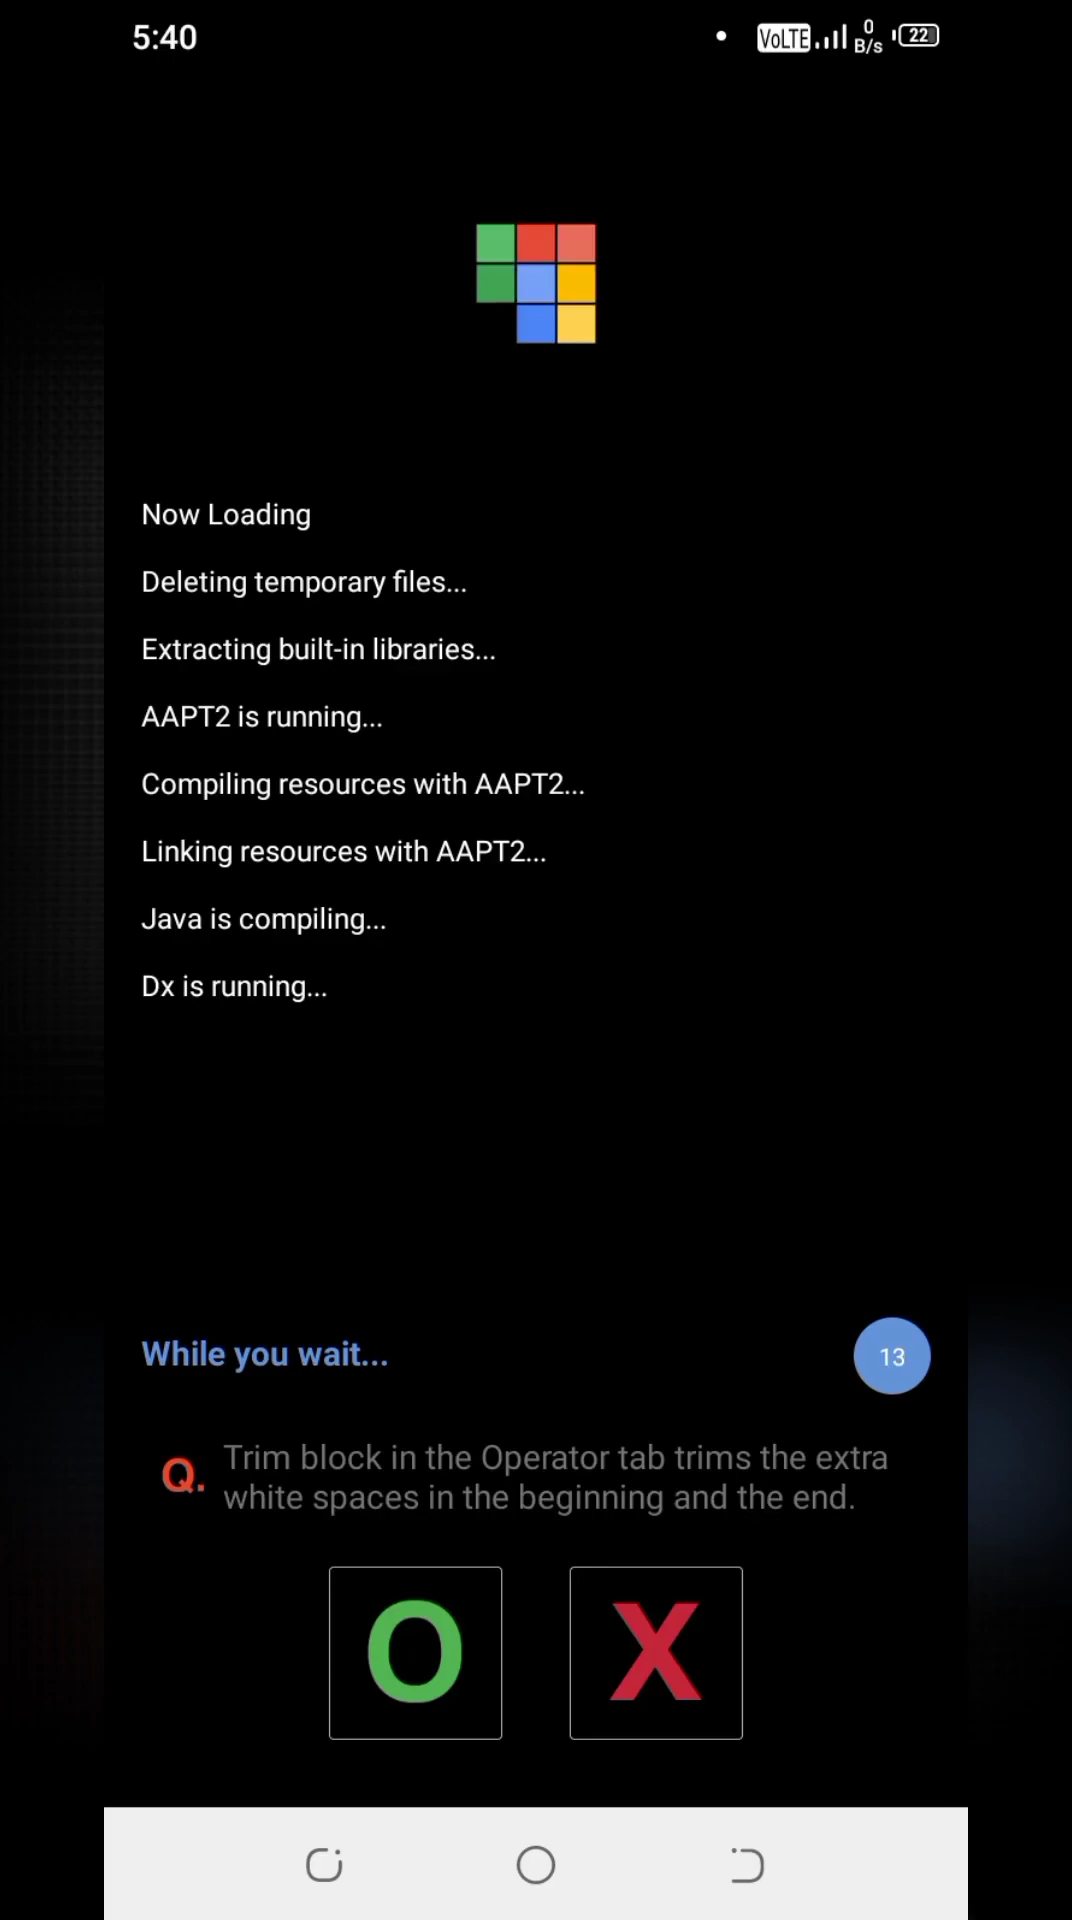 5:40
VoLTE
0
B/s
22
Now Loading
Deleting temporary files...
Extracting built-in libraries...
AAPT2 is running...
Compiling resources with AAPT2...
Linking resources with AAPT2...
Java is compiling...
Dx is running...
While you wait...
13
Q.
Trim block in the Operator tab trims the extra
white spaces in the beginning and the end.
O X